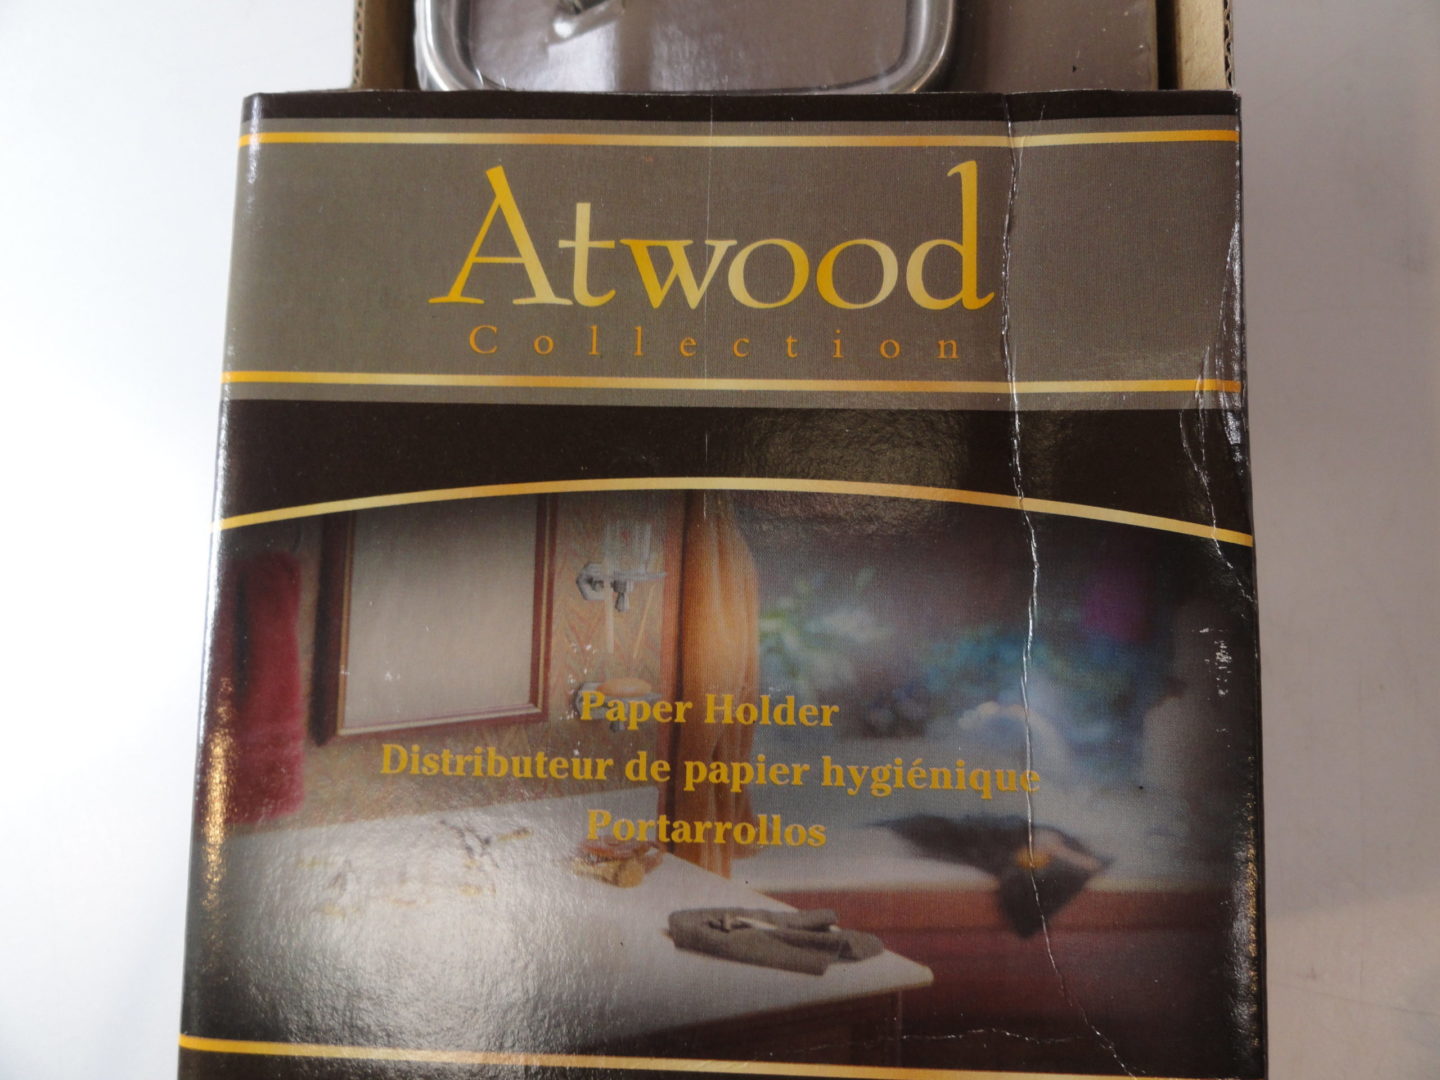 Atwood
Collection
Paper Holder
Distributeur de papier hygiénique
Portarrollos